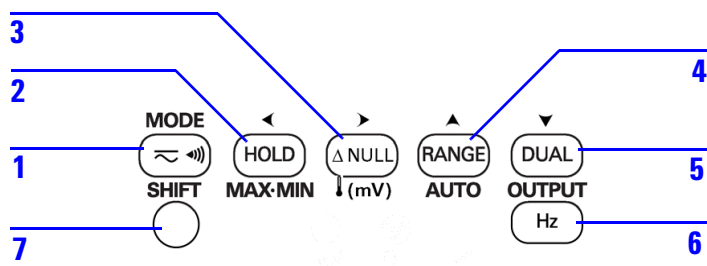 3
4
2
MODE
HOLD
Δ NULL
RANGE
DUAL
1
5
SHIFT
MAX·MIN
(mV)
AUTO
OUTPUT
Hz
7
6